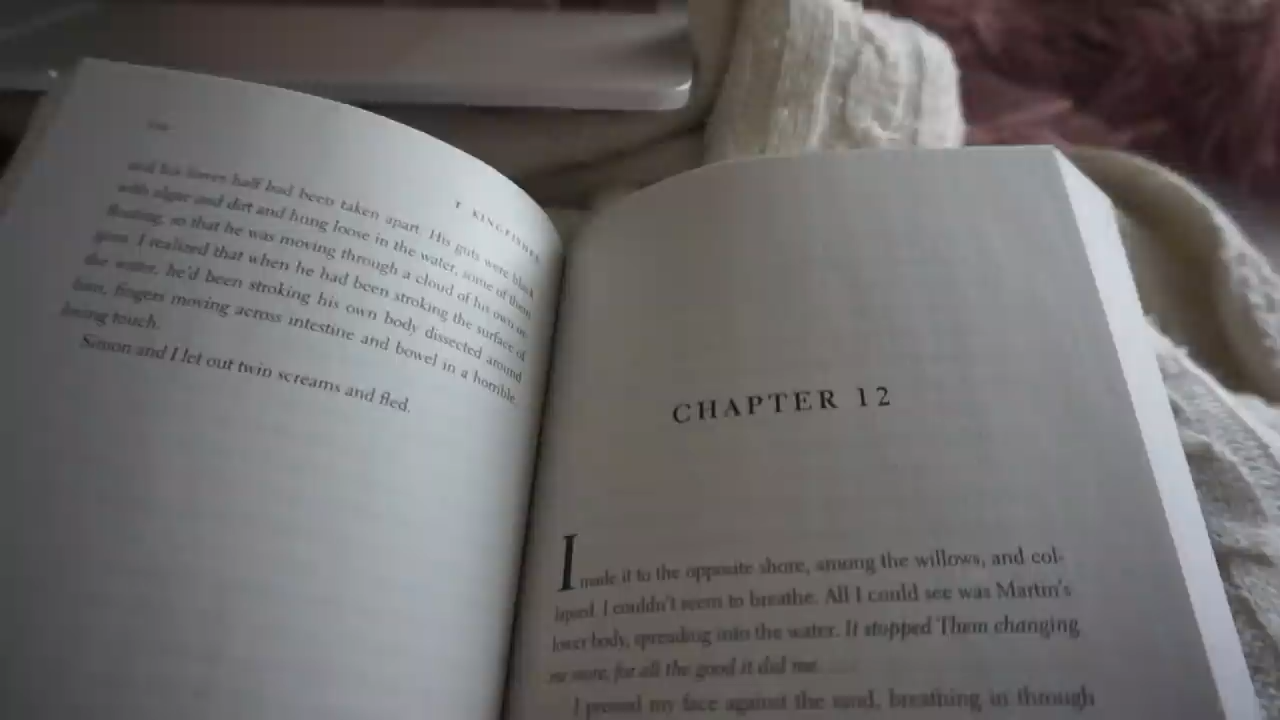 T. KINGFISHER
and his lower half had been taken apart. His guts were black
with algae and dirt and hung loose in the water, some of them
floating, so that he was moving through a cloud of his own or-
gans. I realized that when he had been stroking the surface of
the water, he'd been stroking his own body dissected around
him, fingers moving across intestine and bowel in a horrible,
loving touch.
Simon and I let out twin screams and fled.
CHAPTER 12
I made it to the opposite shore, among the willows, and col-
lapsed. I couldn't seem to breathe. All I could see was Martin's
lower body, spreading into the water. It stopped Them changing
me more, for all the good it did me....
I pressed my face against the sand, breathing in through